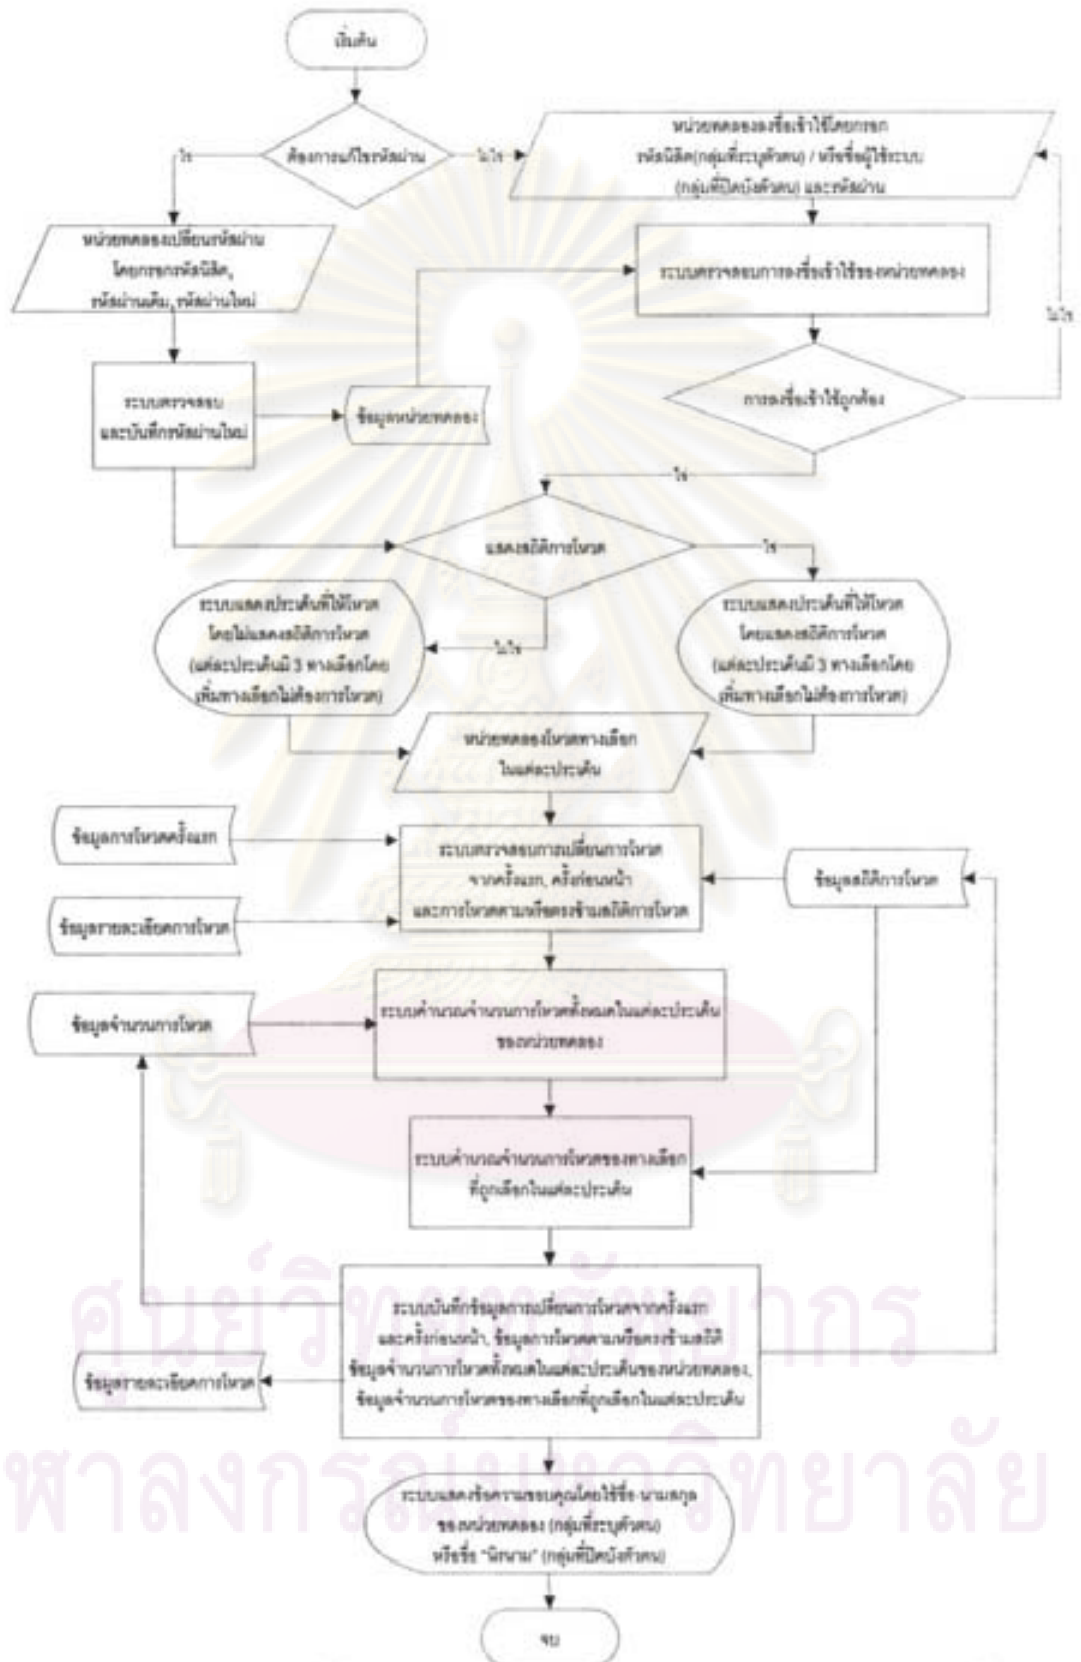 เริ่มต้น
ต้องการแก้ไขรหัสผ่าน
ใช่
ไม่ใช่
หน่วยทดลองลงชื่อเข้าใช้โดยกรอก
รหัสนิสิต(กลุ่มที่ระบุตัวตน) / หรือชื่อผู้ใช้ระบบ
(กลุ่มที่ปิดบังตัวตน) และรหัสผ่าน
หน่วยทดลองเปลี่ยนรหัสผ่าน
โดยกรอกรหัสนิสิต,
รหัสผ่านเดิม, รหัสผ่านใหม่
ระบบตรวจสอบการลงชื่อเข้าใช้ของหน่วยทดลอง
ไม่ใช่
ระบบตรวจสอบ
และบันทึกรหัสผ่านใหม่
ข้อมูลหน่วยทดลอง
การลงชื่อเข้าใช้ถูกต้อง
ใช่
แสดงสถิติการโหวต
ใช่
ไม่ใช่
ระบบแสดงประเด็นที่ให้โหวต
โดยไม่แสดงสถิติการโหวต
(แต่ละประเด็นมี 3 ทางเลือกโดย
เพิ่มทางเลือกไม่ต้องการโหวต)
ระบบแสดงประเด็นที่ให้โหวต
โดยแสดงสถิติการโหวต
(แต่ละประเด็นมี 3 ทางเลือกโดย
เพิ่มทางเลือกไม่ต้องการโหวต)
หน่วยทดลองโหวตทางเลือก
ในแต่ละประเด็น
ข้อมูลการโหวตครั้งแรก
ระบบตรวจสอบการเปลี่ยนการโหวต
จากครั้งแรก, ครั้งก่อนหน้า
และการโหวตตามหรือตรงข้ามสถิติการโหวต
ข้อมูลสถิติการโหวต
ข้อมูลรายละเอียดการโหวต
ข้อมูลจำนวนการโหวต
ระบบคำนวณจำนวนการโหวตทั้งหมดในแต่ละประเด็น
ของหน่วยทดลอง
ระบบคำนวณจำนวนการโหวตของทางเลือก
ที่ถูกเลือกในแต่ละประเด็น
ระบบบันทึกข้อมูลการเปลี่ยนการโหวตจากครั้งแรก
และครั้งก่อนหน้า, ข้อมูลการโหวตตามหรือตรงข้ามสถิติ
ข้อมูลจำนวนการโหวตทั้งหมดในแต่ละประเด็นของหน่วยทดลอง,
ข้อมูลจำนวนการโหวตของทางเลือกที่ถูกเลือกในแต่ละประเด็น
ข้อมูลรายละเอียดการโหวต
ระบบแสดงข้อความขอบคุณโดยใช้ชื่อ-นามสกุล
ของหน่วยทดลอง (กลุ่มที่ระบุตัวตน)
หรือชื่อ "นิรนาม" (กลุ่มที่ปิดบังตัวตน)
จบ
ศูนย์วิทยทรัพยากร
จุฬาลงกรณ์มหาวิทยาลัย